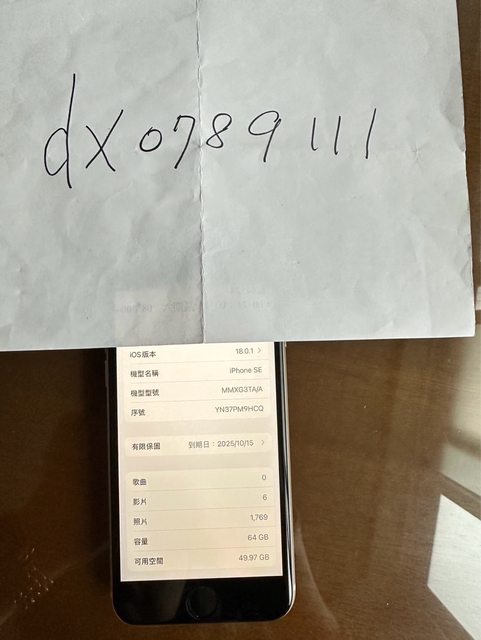 dx0789111
iOS版本 18.0.1
機型名稱 iPhone SE
機型型號 MMXG3TA/A
序號 YN37PM9HCQ
有限保固 到期日：2025/10/15
歌曲 0
影片 6
照片 1,769
容量 64 GB
可用空間 49.97 GB